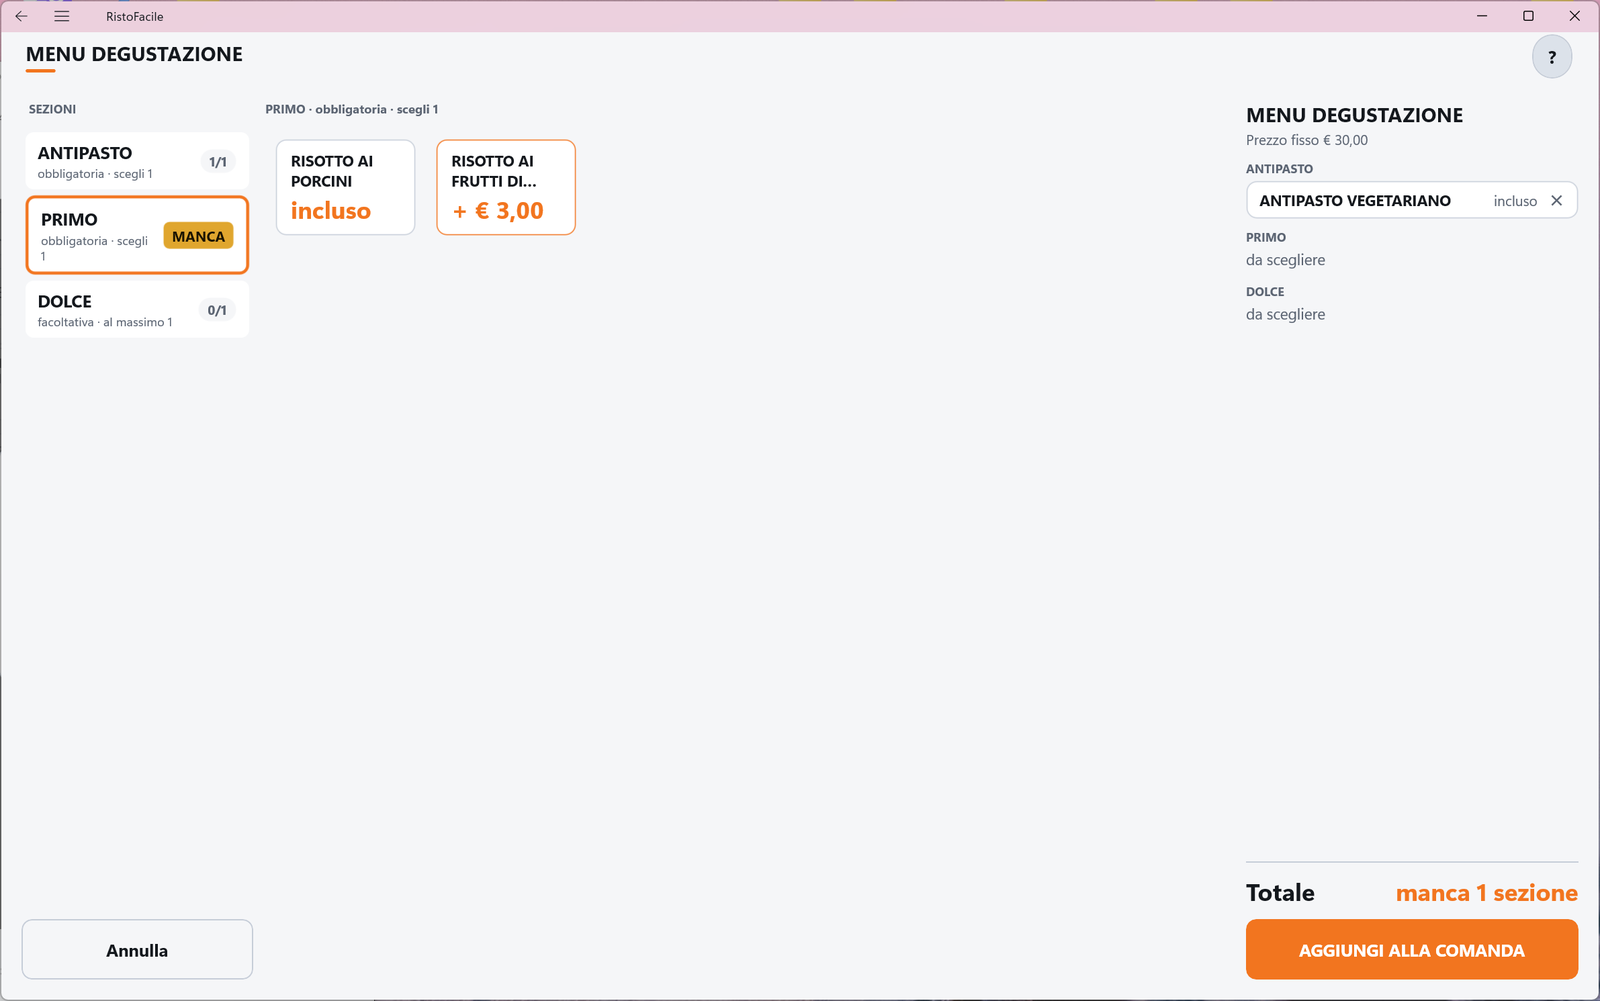 RistoFacile
MENU DEGUSTAZIONE
?
SEZIONI
ANTIPASTO
obbligatoria · scegli 1
1/1
PRIMO
obbligatoria · scegli
1
MANCA
DOLCE
facoltativa · al massimo 1
0/1
PRIMO · obbligatoria · scegli 1
RISOTTO AI
PORCINI
incluso
RISOTTO AI
FRUTTI DI...
+ € 3,00
MENU DEGUSTAZIONE
Prezzo fisso € 30,00
ANTIPASTO
ANTIPASTO VEGETARIANO incluso
PRIMO
da scegliere
DOLCE
da scegliere
Totale manca 1 sezione
Annulla
AGGIUNGI ALLA COMANDA